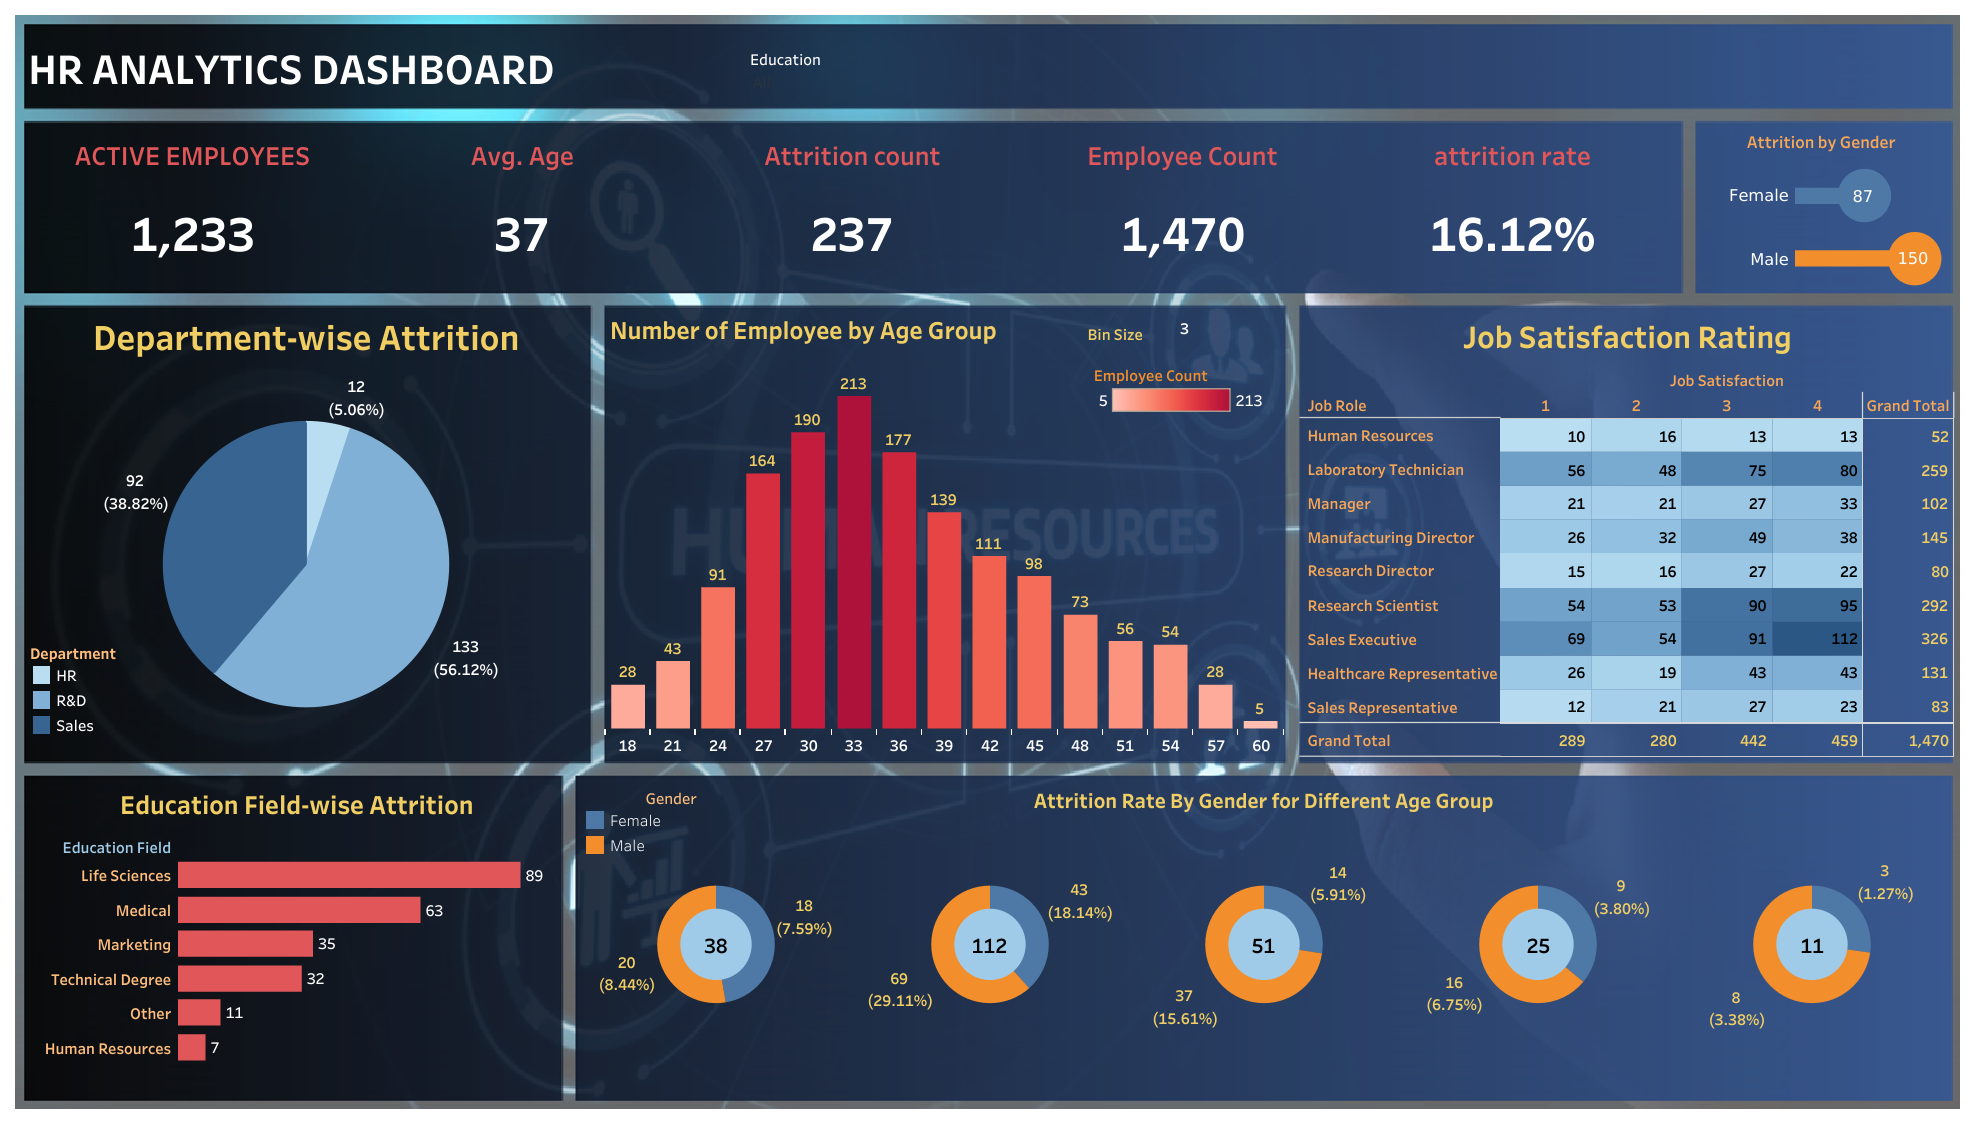 HR ANALYTICS DASHBOARD
Education
All
ACTIVE EMPLOYEES
1,233
Avg. Age
37
Attrition count
237
Employee Count
1,470
attrition rate
16.12%
Attrition by Gender
Female 87
Male 150
Department-wise Attrition
12
(5.06%)
92
(38.82%)
133
(56.12%)
Department
HR
R&D
Sales
Number of Employee by Age Group
Bin Size 3
Employee Count
5 213
28 43 91 164 190 213 177 139 111 98 73 56 54 28 5
18 21 24 27 30 33 36 39 42 45 48 51 54 57 60
HUMAN RESOURCES
Job Satisfaction Rating
Job Satisfaction
Job Role 1 2 3 4 Grand Total
Human Resources 10 16 13 13 52
Laboratory Technician 56 48 75 80 259
Manager 21 21 27 33 102
Manufacturing Director 26 32 49 38 145
Research Director 15 16 27 22 80
Research Scientist 54 53 90 95 292
Sales Executive 69 54 91 112 326
Healthcare Representative 26 19 43 43 131
Sales Representative 12 21 27 23 83
Grand Total 289 280 442 459 1,470
Education Field-wise Attrition
Education Field
Life Sciences 89
Medical 63
Marketing 35
Technical Degree 32
Other 11
Human Resources 7
Attrition Rate By Gender for Different Age Group
Gender
Female
Male
18
(7.59%)
38
20
(8.44%)
43
(18.14%)
112
69
(29.11%)
14
(5.91%)
51
37
(15.61%)
9
(3.80%)
25
16
(6.75%)
3
(1.27%)
11
8
(3.38%)